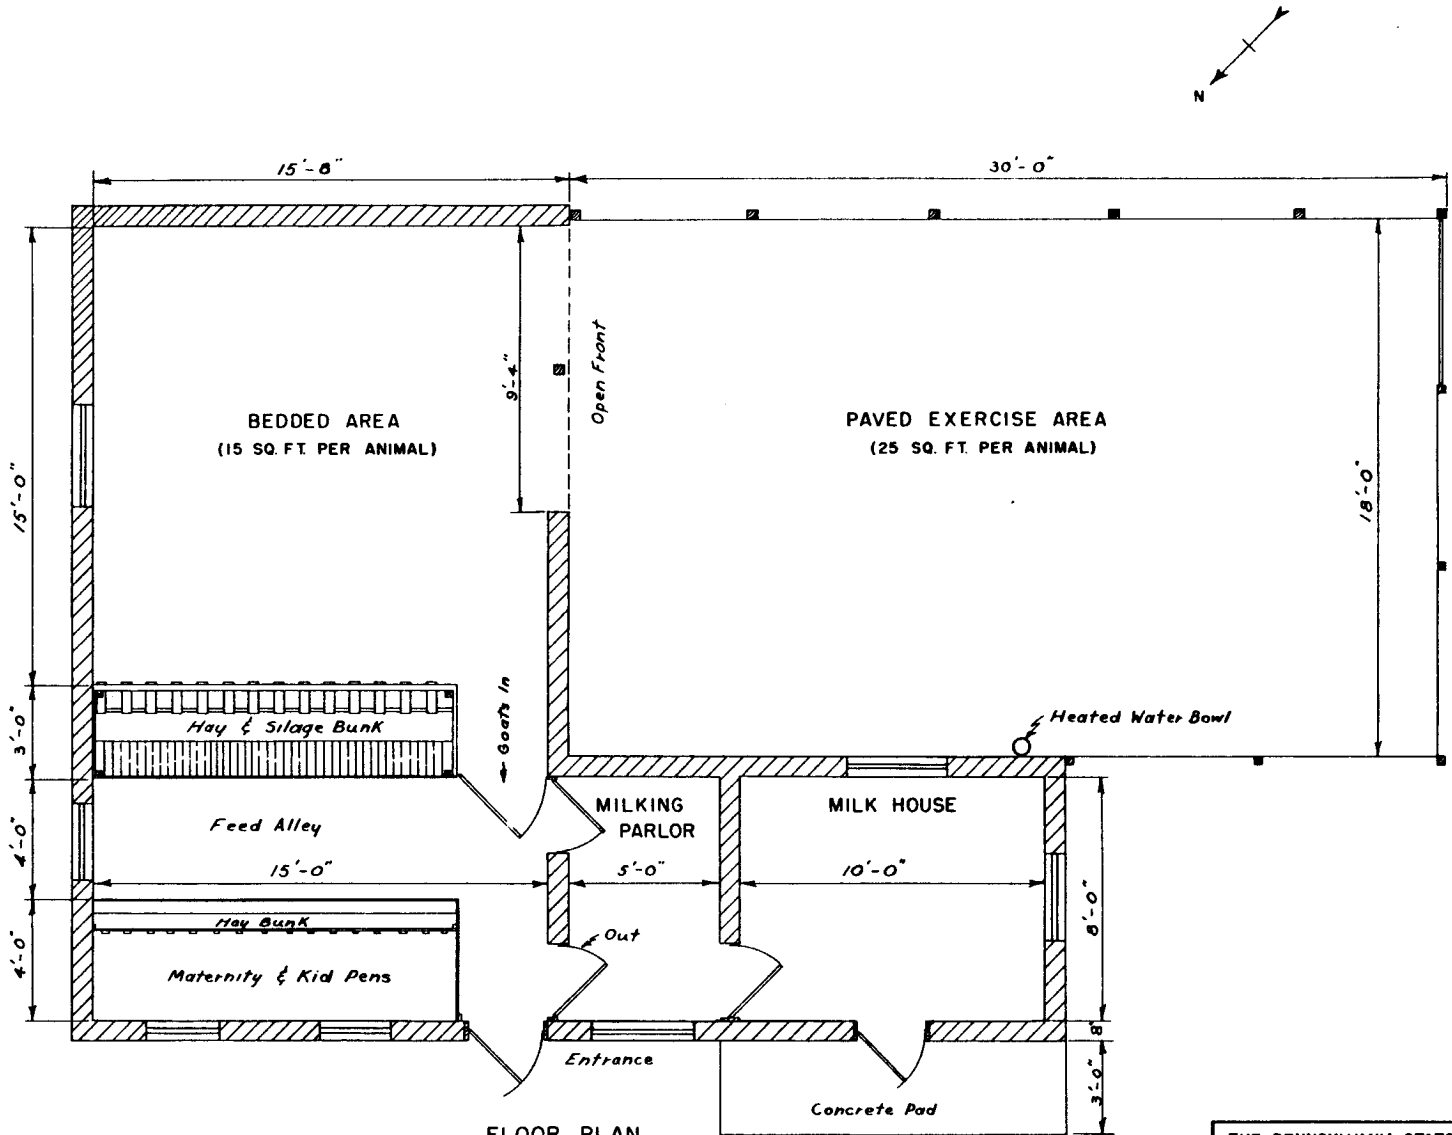 N
15'-8"
30'-0"
9'-4"
Open Front
BEDDED AREA
(15 SQ. FT. PER ANIMAL)
PAVED EXERCISE AREA
(25 SQ. FT. PER ANIMAL)
15'-0"
18'-0"
3'-0"
Hay & Silage Bunk
Goats In
Heated Water Bowl
4'-0"
Feed Alley
MILKING
PARLOR
MILK HOUSE
15'-0"
5'-0"
10'-0"
8'-0"
4'-0"
Hay Bunk
Out
Maternity & Kid Pens
8"
Entrance
3'-0"
Concrete Pad
FLOOR PLAN